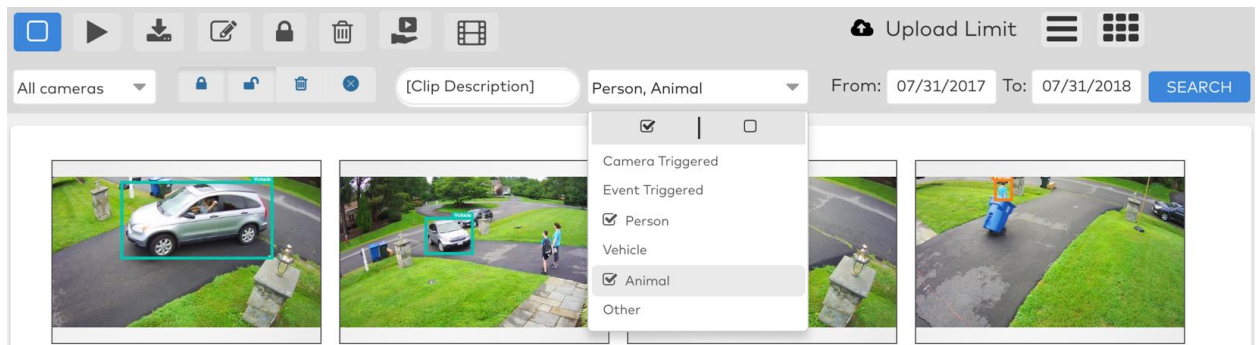 Upload Limit
All cameras
[Clip Description]
Person, Animal
From: 07/31/2017 To: 07/31/2018
SEARCH
Camera Triggered
Event Triggered
Person
Vehicle
Animal
Other
Vehicle
Vehicle